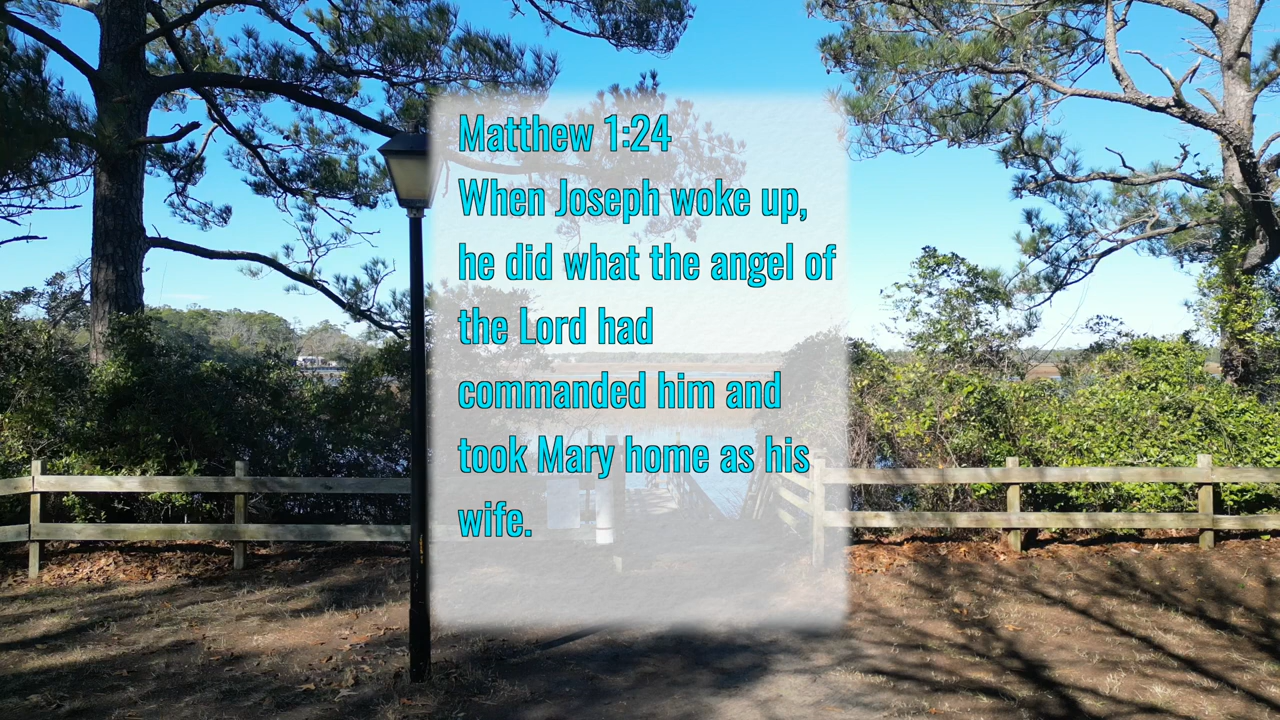 Matthew 1:24
When Joseph woke up,
he did what the angel of
the Lord had
commanded him and
took Mary home as his
wife.